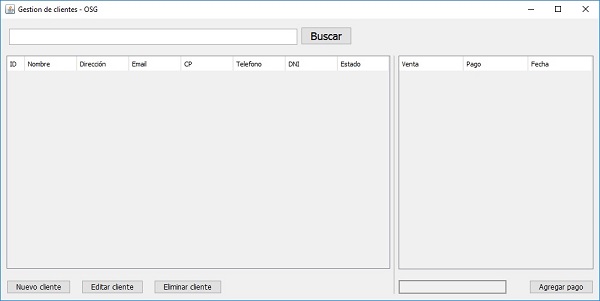 Gestion de clientes - OSG
Buscar
ID Nombre Dirección Email CP Telefono DNI Estado Venta Pago Fecha
Nuevo cliente Editar cliente Eliminar cliente Agregar pago